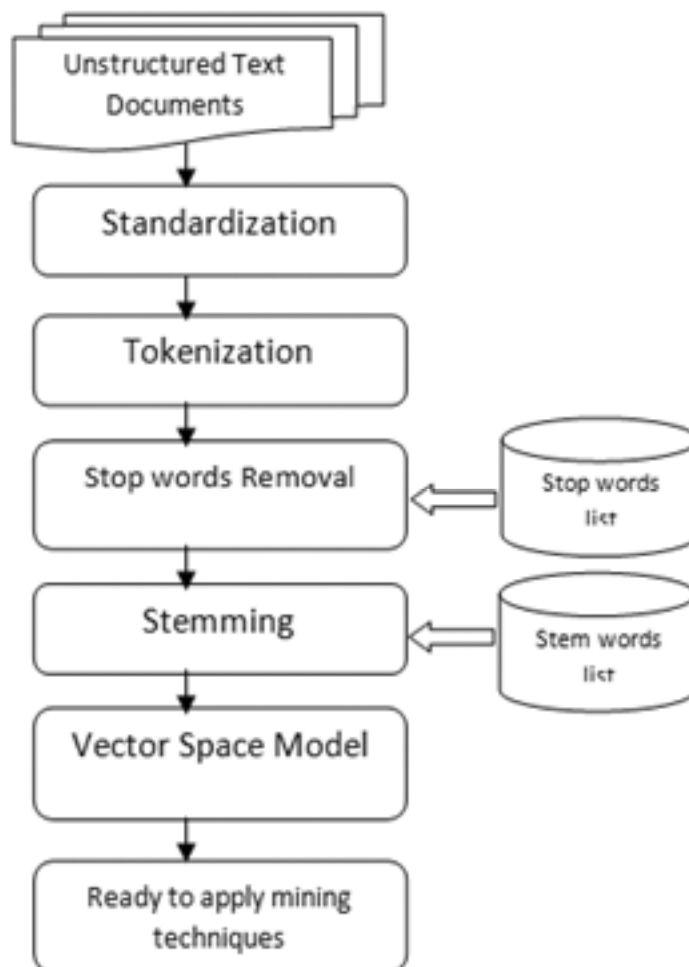 Unstructured Text
Documents
Standardization
Tokenization
Stop words Removal
Stop words
list
Stemming
Stem words
list
Vector Space Model
Ready to apply mining
techniques